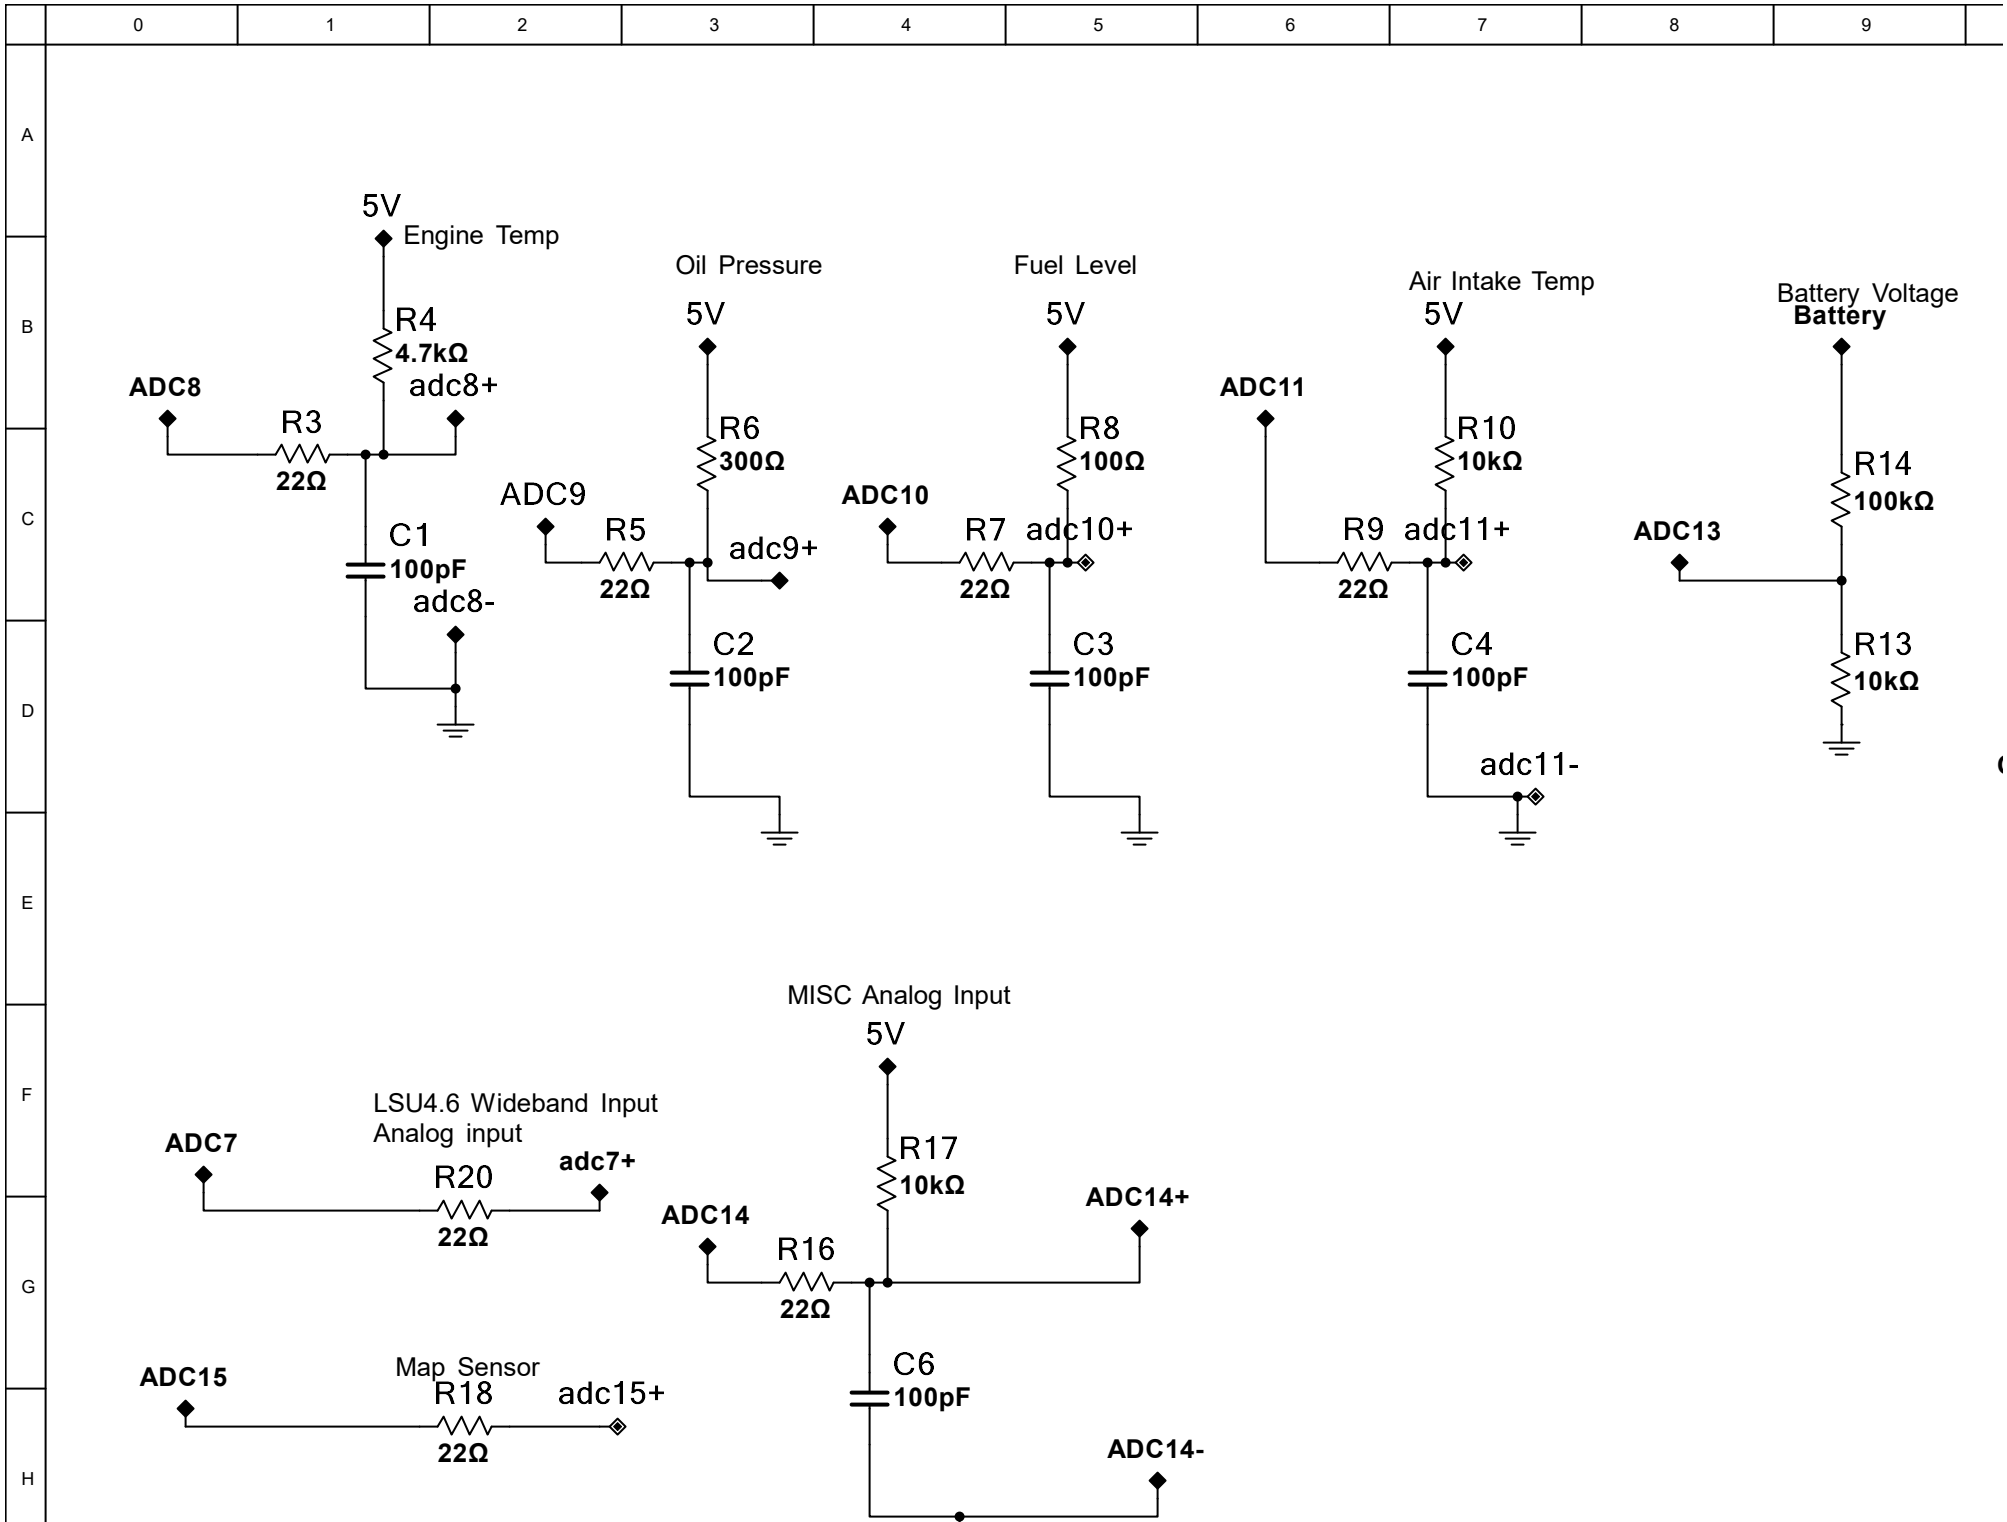 0 1 2 3 4 5 6 7 8 9
A
B
C
D
E
F
G
H
5V
Engine Temp
R4
4.7kΩ
ADC8
adc8+
R3
22Ω
C1
100pF
adc8-
Oil Pressure
5V
R6
300Ω
ADC9
R5
22Ω
adc9+
C2
100pF
Fuel Level
5V
R8
100Ω
ADC10
R7
22Ω
adc10+
C3
100pF
Air Intake Temp
5V
ADC11
R10
10kΩ
R9
22Ω
adc11+
C4
100pF
adc11-
Battery Voltage
Battery
R14
100kΩ
ADC13
R13
10kΩ
MISC Analog Input
5V
R17
10kΩ
ADC14
R16
22Ω
ADC14+
C6
100pF
ADC14-
LSU4.6 Wideband Input
Analog input
ADC7
R20
22Ω
adc7+
Map Sensor
ADC15
R18
22Ω
adc15+